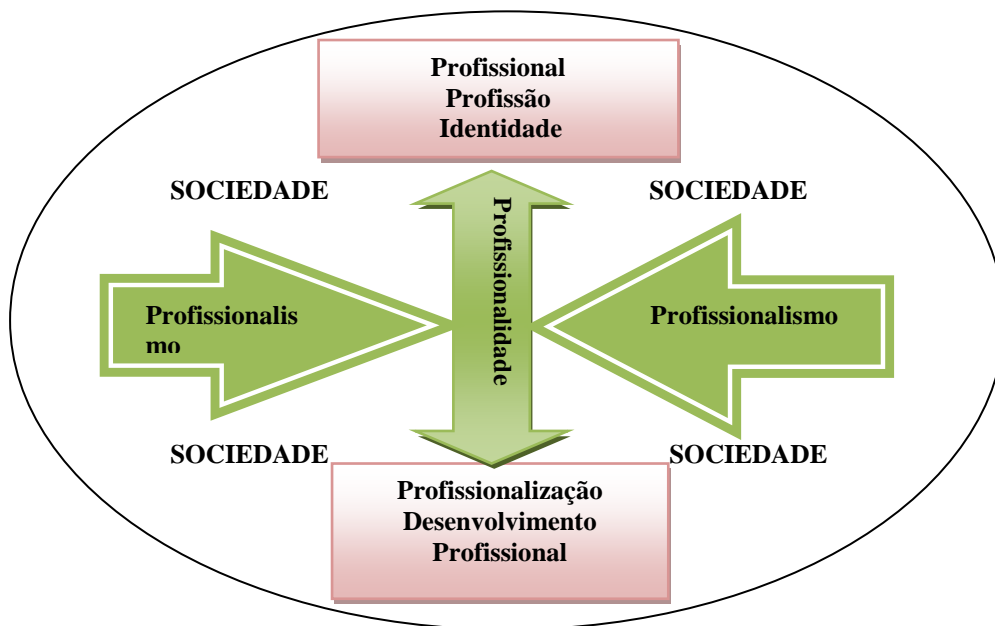 Profissional
Profissão
Identidade
SOCIEDADE
SOCIEDADE
Profissionalidade
Profissionalis
mo
Profissionalismo
SOCIEDADE
SOCIEDADE
Profissionalização
Desenvolvimento
Profissional